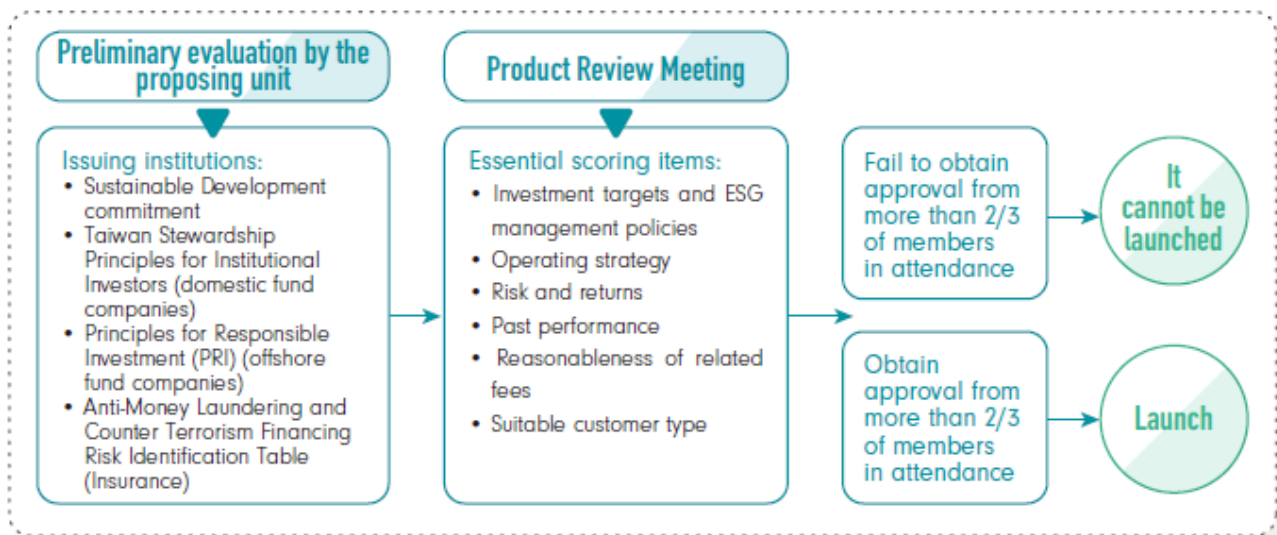 Preliminary evaluation by the
proposing unit
Issuing institutions:
• Sustainable Development
commitment
• Taiwan Stewardship
Principles for Institutional
Investors (domestic fund
companies)
• Principles for Responsible
Investment (PRI) (offshore
fund companies)
• Anti-Money Laundering and
Counter Terrorism Financing
Risk Identification Table
(Insurance)
Product Review Meeting
Essential scoring items:
• Investment targets and ESG
management policies
• Operating strategy
• Risk and returns
• Past performance
• Reasonableness of related
fees
• Suitable customer type
Fail to obtain
approval from
more than 2/3
of members
in attendance
It
cannot be
launched
Obtain
approval from
more than 2/3
of members
in attendance
Launch